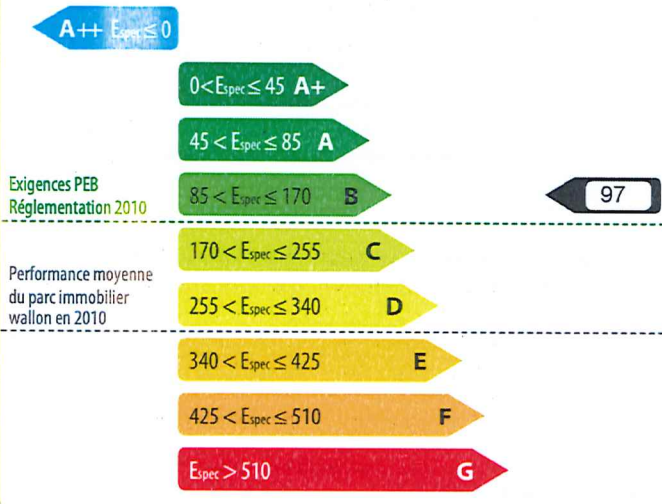 A++ Espec ≤ 0
0 < Espec ≤ 45 A+
45 < Espec ≤ 85 A
Exigences PEB
Réglementation 2010
85 < Espec ≤ 170 B
97
170 < Espec ≤ 255 C
Performance moyenne
du parc immobilier
wallon en 2010
255 < Espec ≤ 340 D
340 < Espec ≤ 425 E
425 < Espec ≤ 510 F
Espec > 510 G